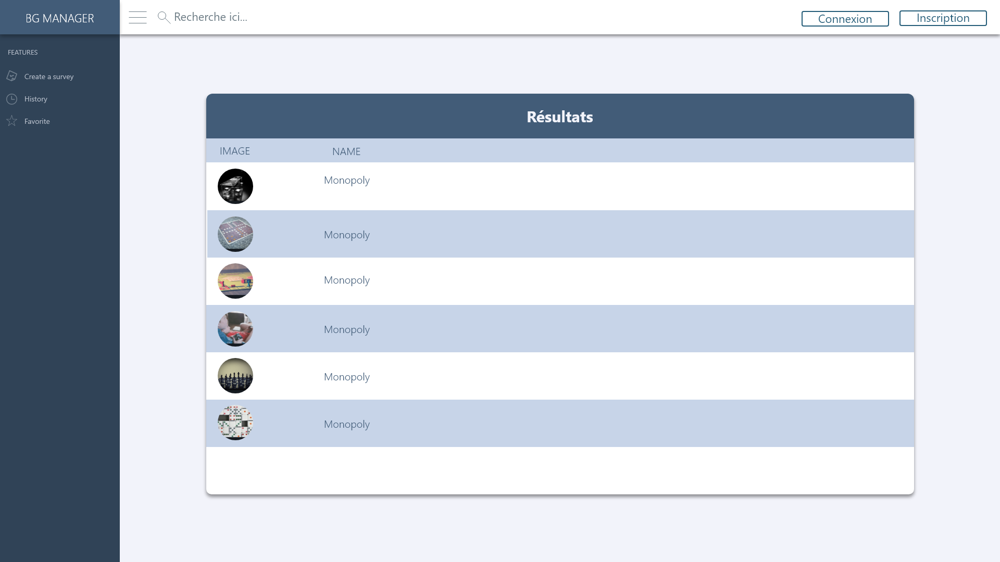 BG MANAGER
Recherche ici...
Connexion
Inscription
FEATURES
Create a survey
History
Favorite
Résultats
IMAGE
NAME
Monopoly
Monopoly
Monopoly
Monopoly
Monopoly
Monopoly